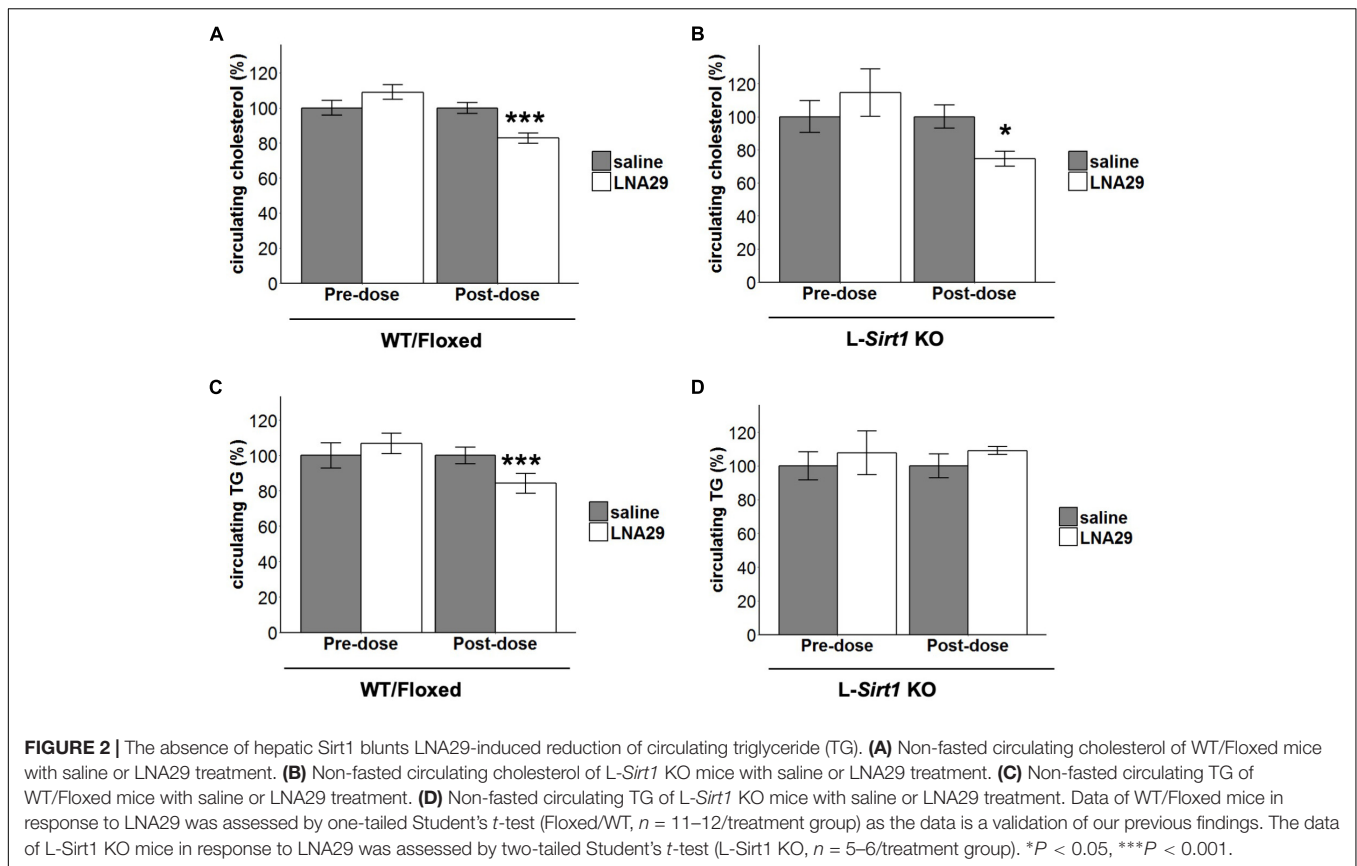 A
circulating cholesterol (%)
120
100
80
60
40
20
0
***
saline
LNA29
Pre-dose Post-dose
WT/Floxed
B
circulating cholesterol (%)
120
100
80
60
40
20
0
*
saline
LNA29
Pre-dose Post-dose
L-Sirt1 KO
C
circulating TG (%)
120
100
80
60
40
20
0
***
saline
LNA29
Pre-dose Post-dose
WT/Floxed
D
circulating TG (%)
120
100
80
60
40
20
0
saline
LNA29
Pre-dose Post-dose
L-Sirt1 KO
FIGURE 2 | The absence of hepatic Sirt1 blunts LNA29-induced reduction of circulating triglyceride (TG). (A) Non-fasted circulating cholesterol of WT/Floxed mice
with saline or LNA29 treatment. (B) Non-fasted circulating cholesterol of L-Sirt1 KO mice with saline or LNA29 treatment. (C) Non-fasted circulating TG of
WT/Floxed mice with saline or LNA29 treatment. (D) Non-fasted circulating TG of L-Sirt1 KO mice with saline or LNA29 treatment. Data of WT/Floxed mice in
response to LNA29 was assessed by one-tailed Student's t-test (Floxed/WT, n = 11–12/treatment group) as the data is a validation of our previous findings. The data
of L-Sirt1 KO mice in response to LNA29 was assessed by two-tailed Student's t-test (L-Sirt1 KO, n = 5–6/treatment group). *P < 0.05, ***P < 0.001.